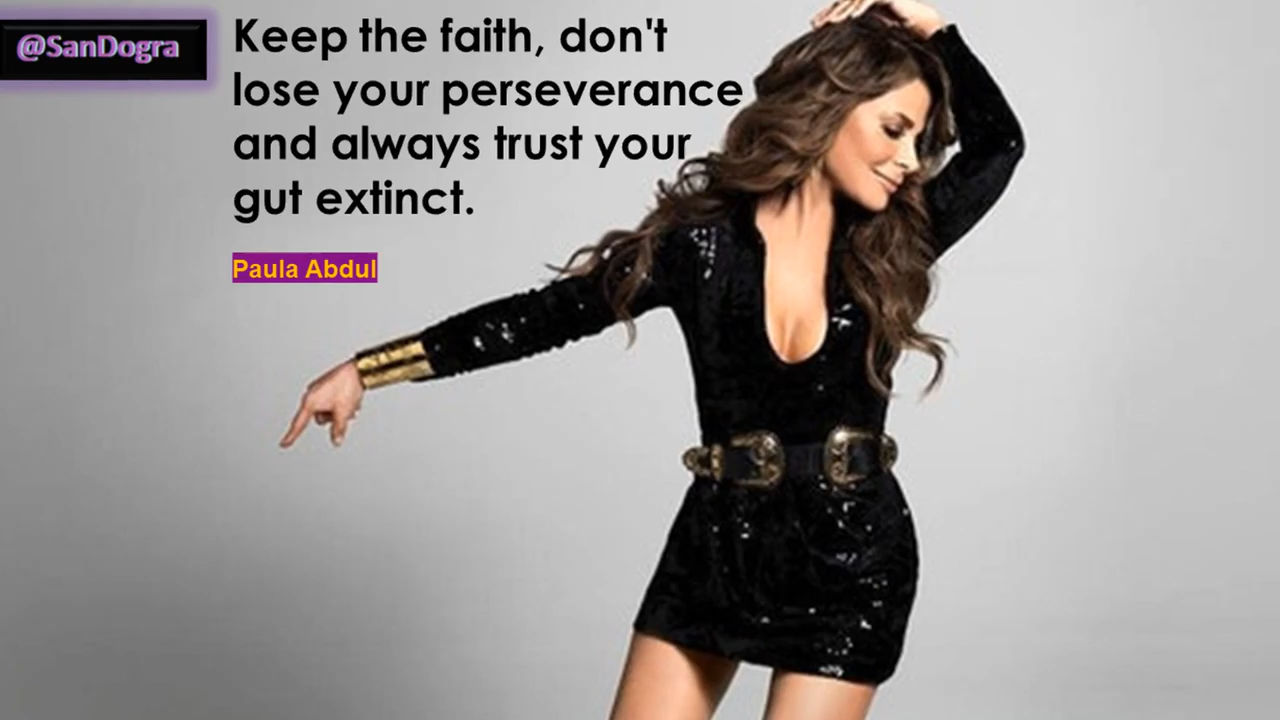 @SanDogra
Keep the faith, don't
lose your perseverance
and always trust your
gut extinct.
Paula Abdul